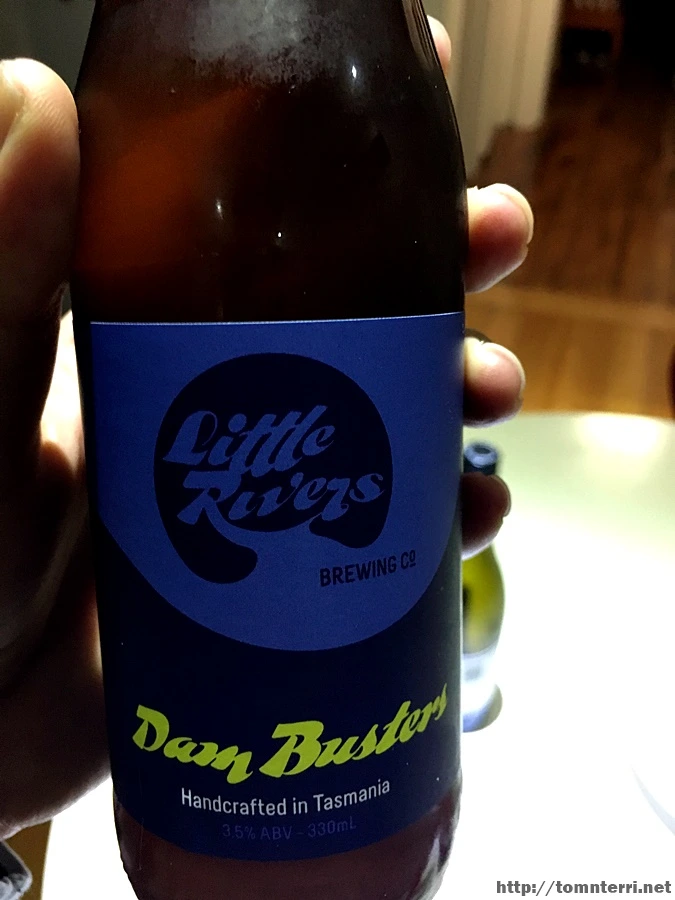 Little
Rivers
BREWING Co
Dam Busters
Handcrafted in Tasmania
3.5% ABV - 330mL
http://tomnterri.net